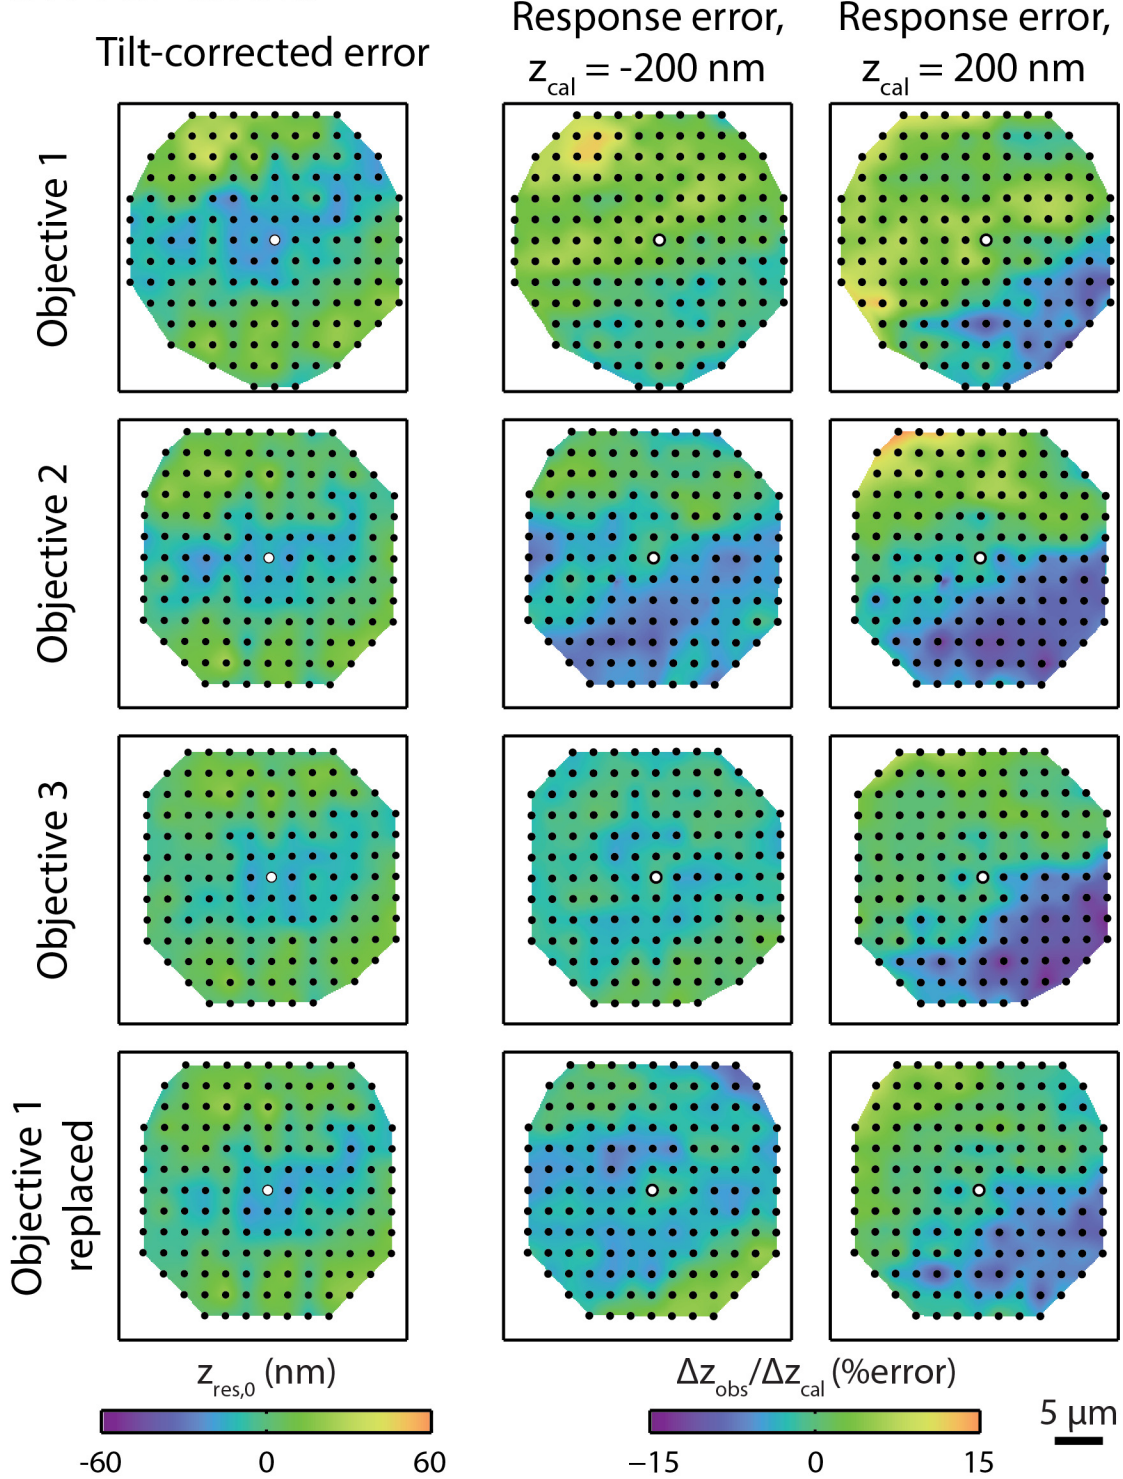 Tilt-corrected error
Response error,
z_cal = -200 nm
Response error,
z_cal = 200 nm
Objective 1
Objective 2
Objective 3
Objective 1
replaced
z_res,0 (nm)
-60 0 60
Δz_obs/Δz_cal (%error)
−15 0 15
5 µm